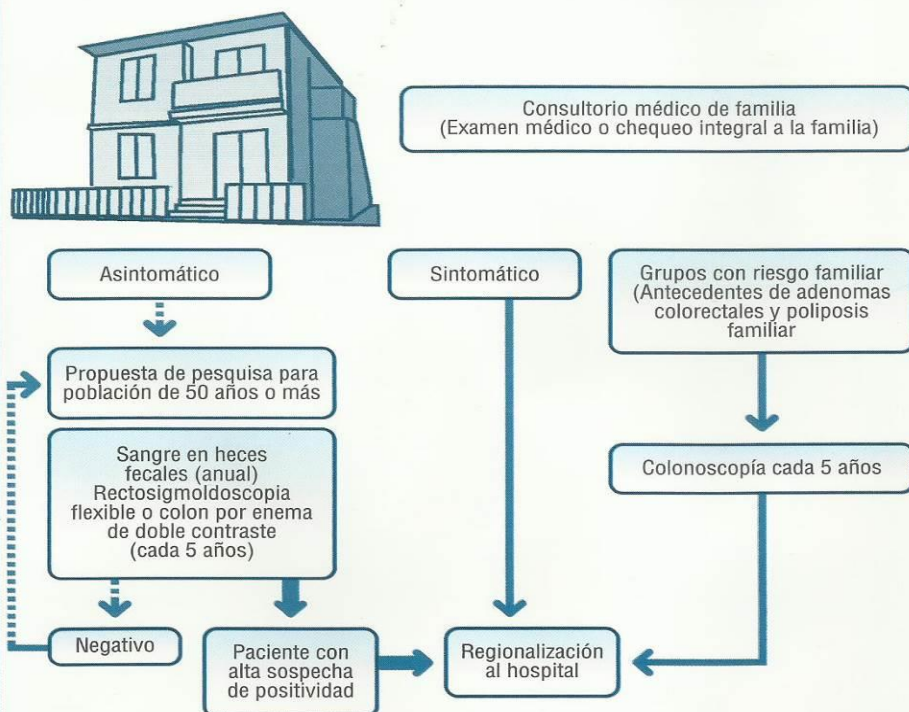 Consultorio médico de familia
(Examen médico o chequeo integral a la familia)
Asintomático
Sintomático
Grupos con riesgo familiar
(Antecedentes de adenomas
colorectales y poliposis
familiar
Propuesta de pesquisa para
población de 50 años o más
Sangre en heces
fecales (anual)
Rectosigmoldoscopia
flexible o colon por enema
de doble contraste
(cada 5 años)
Colonoscopía cada 5 años
Negativo
Paciente con
alta sospecha
de positividad
Regionalización
al hospital